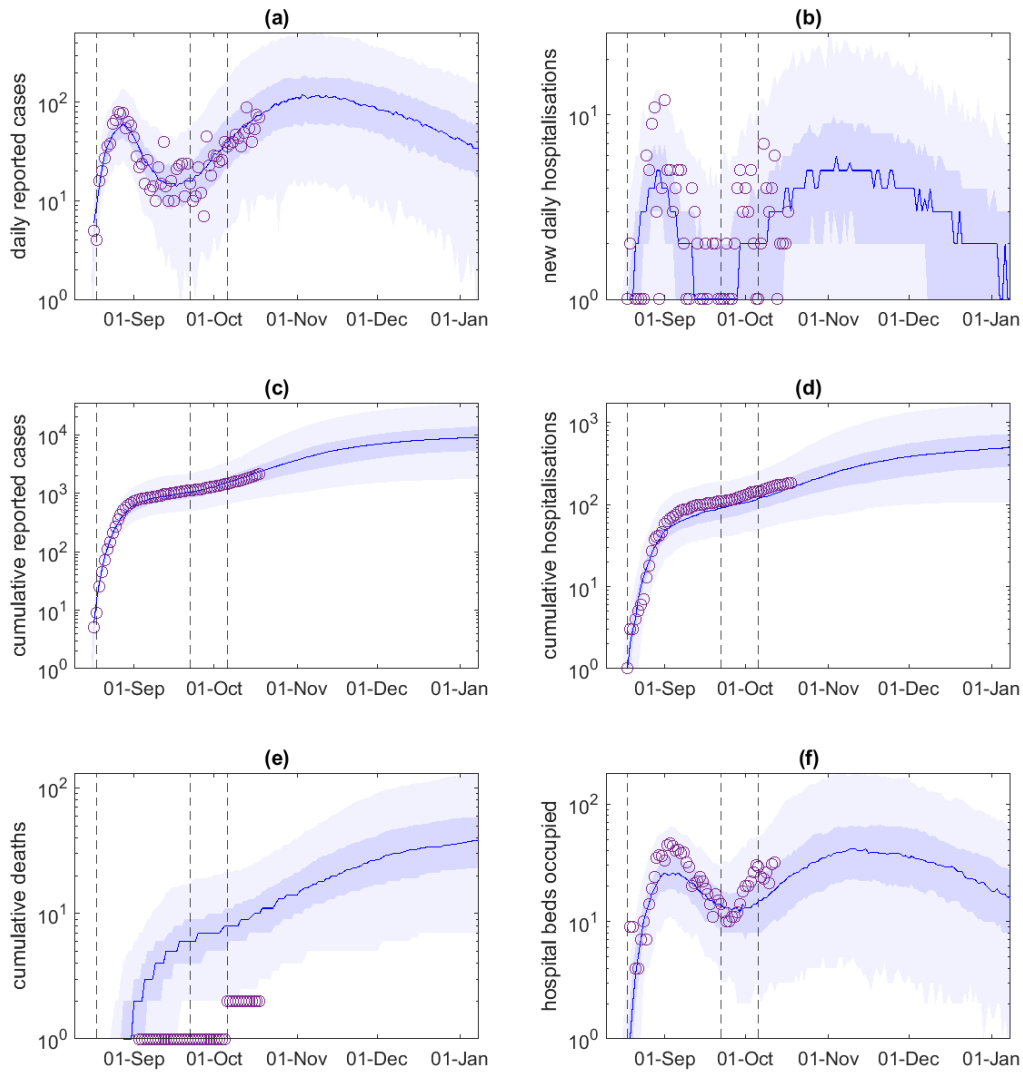 (a)
daily reported cases
10^2
10^1
10^0
01-Sep 01-Oct 01-Nov 01-Dec 01-Jan
(b)
new daily hospitalisations
10^1
10^0
01-Sep 01-Oct 01-Nov 01-Dec 01-Jan
(c)
cumulative reported cases
10^4
10^3
10^2
10^1
10^0
01-Sep 01-Oct 01-Nov 01-Dec 01-Jan
(d)
cumulative hospitalisations
10^3
10^2
10^1
10^0
01-Sep 01-Oct 01-Nov 01-Dec 01-Jan
(e)
cumulative deaths
10^2
10^1
10^0
01-Sep 01-Oct 01-Nov 01-Dec 01-Jan
(f)
hospital beds occupied
10^2
10^1
10^0
01-Sep 01-Oct 01-Nov 01-Dec 01-Jan